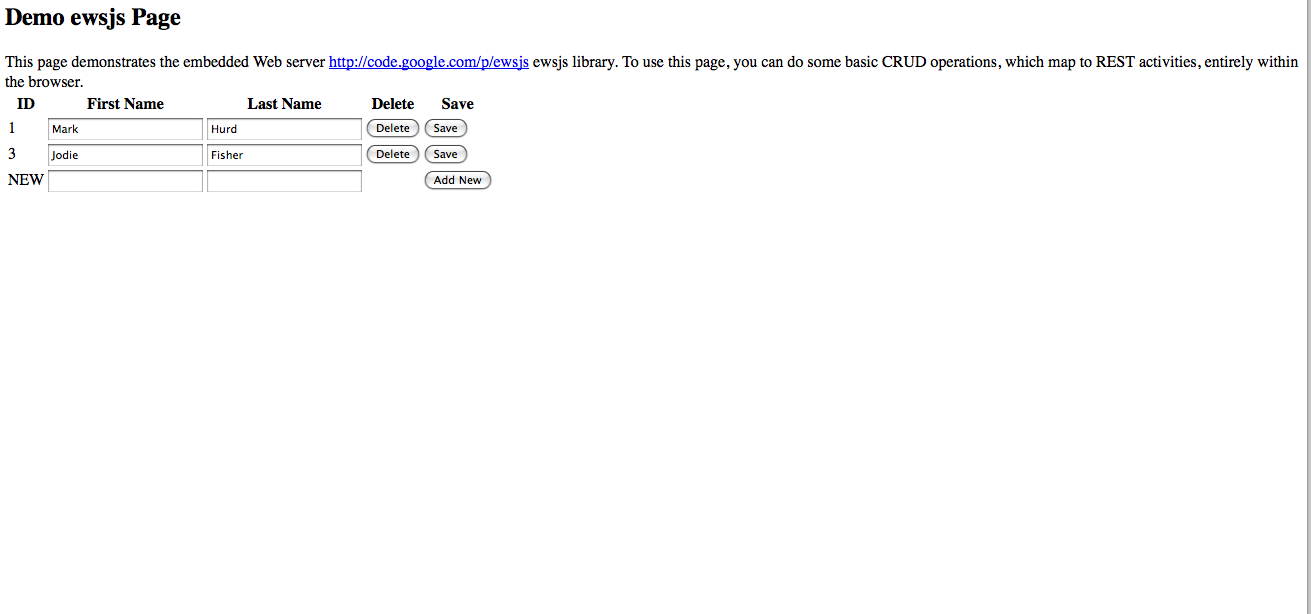 Demo ewsjs Page
This page demonstrates the embedded Web server http://code.google.com/p/ewsjs ewsjs library. To use this page, you can do some basic CRUD operations, which map to REST activities, entirely within
the browser.
ID First Name Last Name Delete Save
1 Mark Hurd Delete Save
3 Jodie Fisher Delete Save
NEW Add New